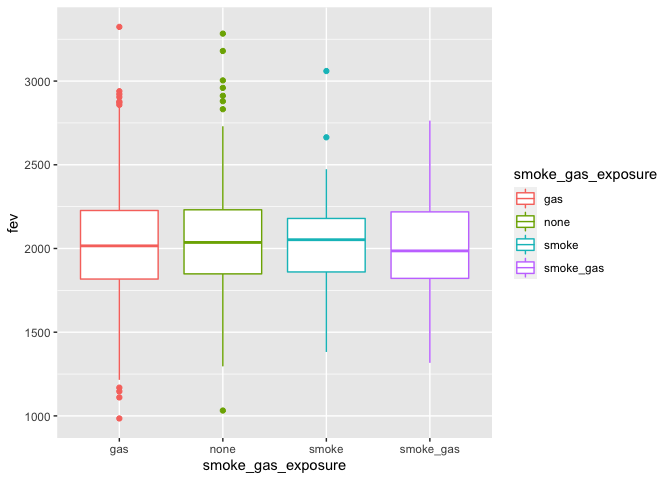 fev
3000
2500
2000
1500
1000
gas
none
smoke
smoke_gas
smoke_gas_exposure
smoke_gas_exposure
gas
none
smoke
smoke_gas